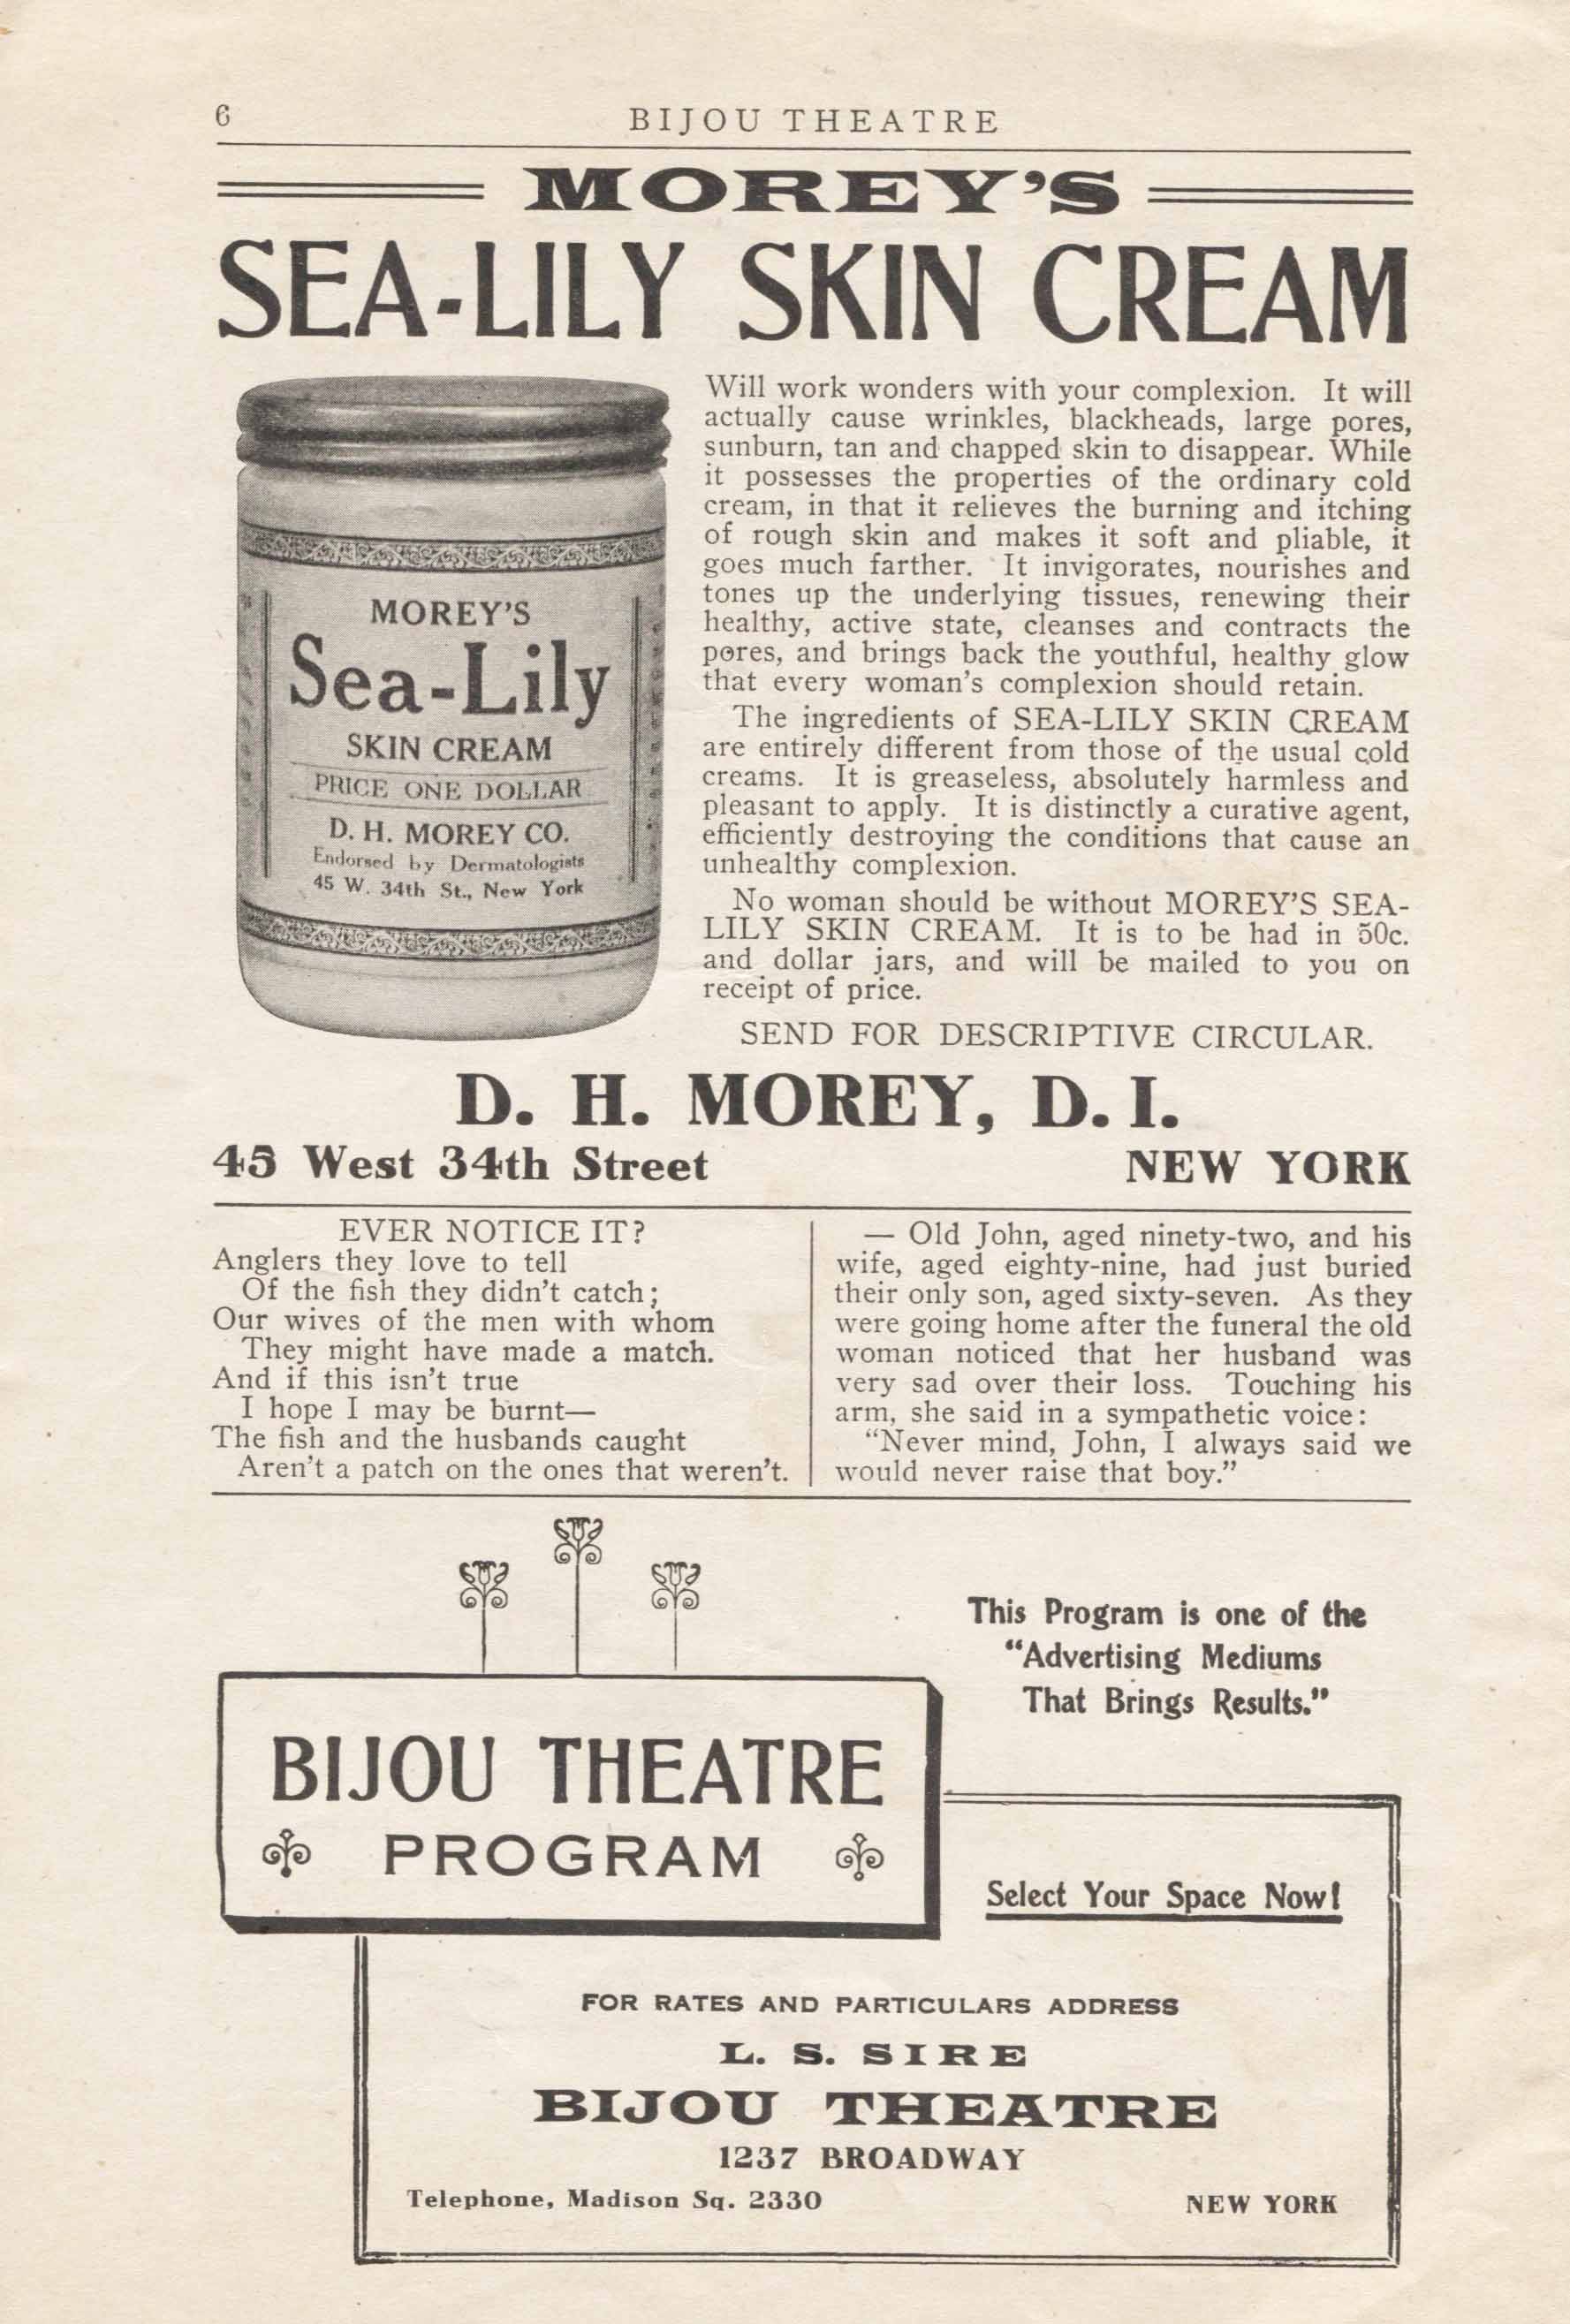 6
BIJOU THEATRE
MOREY'S
SEA-LILY SKIN CREAM
MOREY'S
Sea-Lily
SKIN CREAM
PRICE ONE DOLLAR
D. H. MOREY CO.
Endorsed by Dermatologists
45 W. 34th St., New York
Will work wonders with your complexion. It will
actually cause wrinkles, blackheads, large pores,
sunburn, tan and chapped skin to disappear. While
it possesses the properties of the ordinary cold
cream, in that it relieves the burning and itching
of rough skin and makes it soft and pliable, it
goes much farther. It invigorates, nourishes and
tones up the underlying tissues, renewing their
healthy, active state, cleanses and contracts the
pores, and brings back the youthful, healthy glow
that every woman's complexion should retain.
The ingredients of SEA-LILY SKIN CREAM
are entirely different from those of the usual cold
creams. It is greaseless, absolutely harmless and
pleasant to apply. It is distinctly a curative agent,
efficiently destroying the conditions that cause an
unhealthy complexion.
No woman should be without MOREY'S SEA-
LILY SKIN CREAM. It is to be had in 50c.
and dollar jars, and will be mailed to you on
receipt of price.
SEND FOR DESCRIPTIVE CIRCULAR.
D. H. MOREY, D. I.
45 West 34th Street NEW YORK
EVER NOTICE IT?
Anglers they love to tell
Of the fish they didn't catch;
Our wives of the men with whom
They might have made a match.
And if this isn't true
I hope I may be burnt—
The fish and the husbands caught
Aren't a patch on the ones that weren't.
— Old John, aged ninety-two, and his
wife, aged eighty-nine, had just buried
their only son, aged sixty-seven. As they
were going home after the funeral the old
woman noticed that her husband was
very sad over their loss. Touching his
arm, she said in a sympathetic voice:
"Never mind, John, I always said we
would never raise that boy."
This Program is one of the
"Advertising Mediums
That Brings Results."
BIJOU THEATRE
PROGRAM
Select Your Space Now!
FOR RATES AND PARTICULARS ADDRESS
L. S. SIRE
BIJOU THEATRE
1237 BROADWAY
Telephone, Madison Sq. 2330 NEW YORK